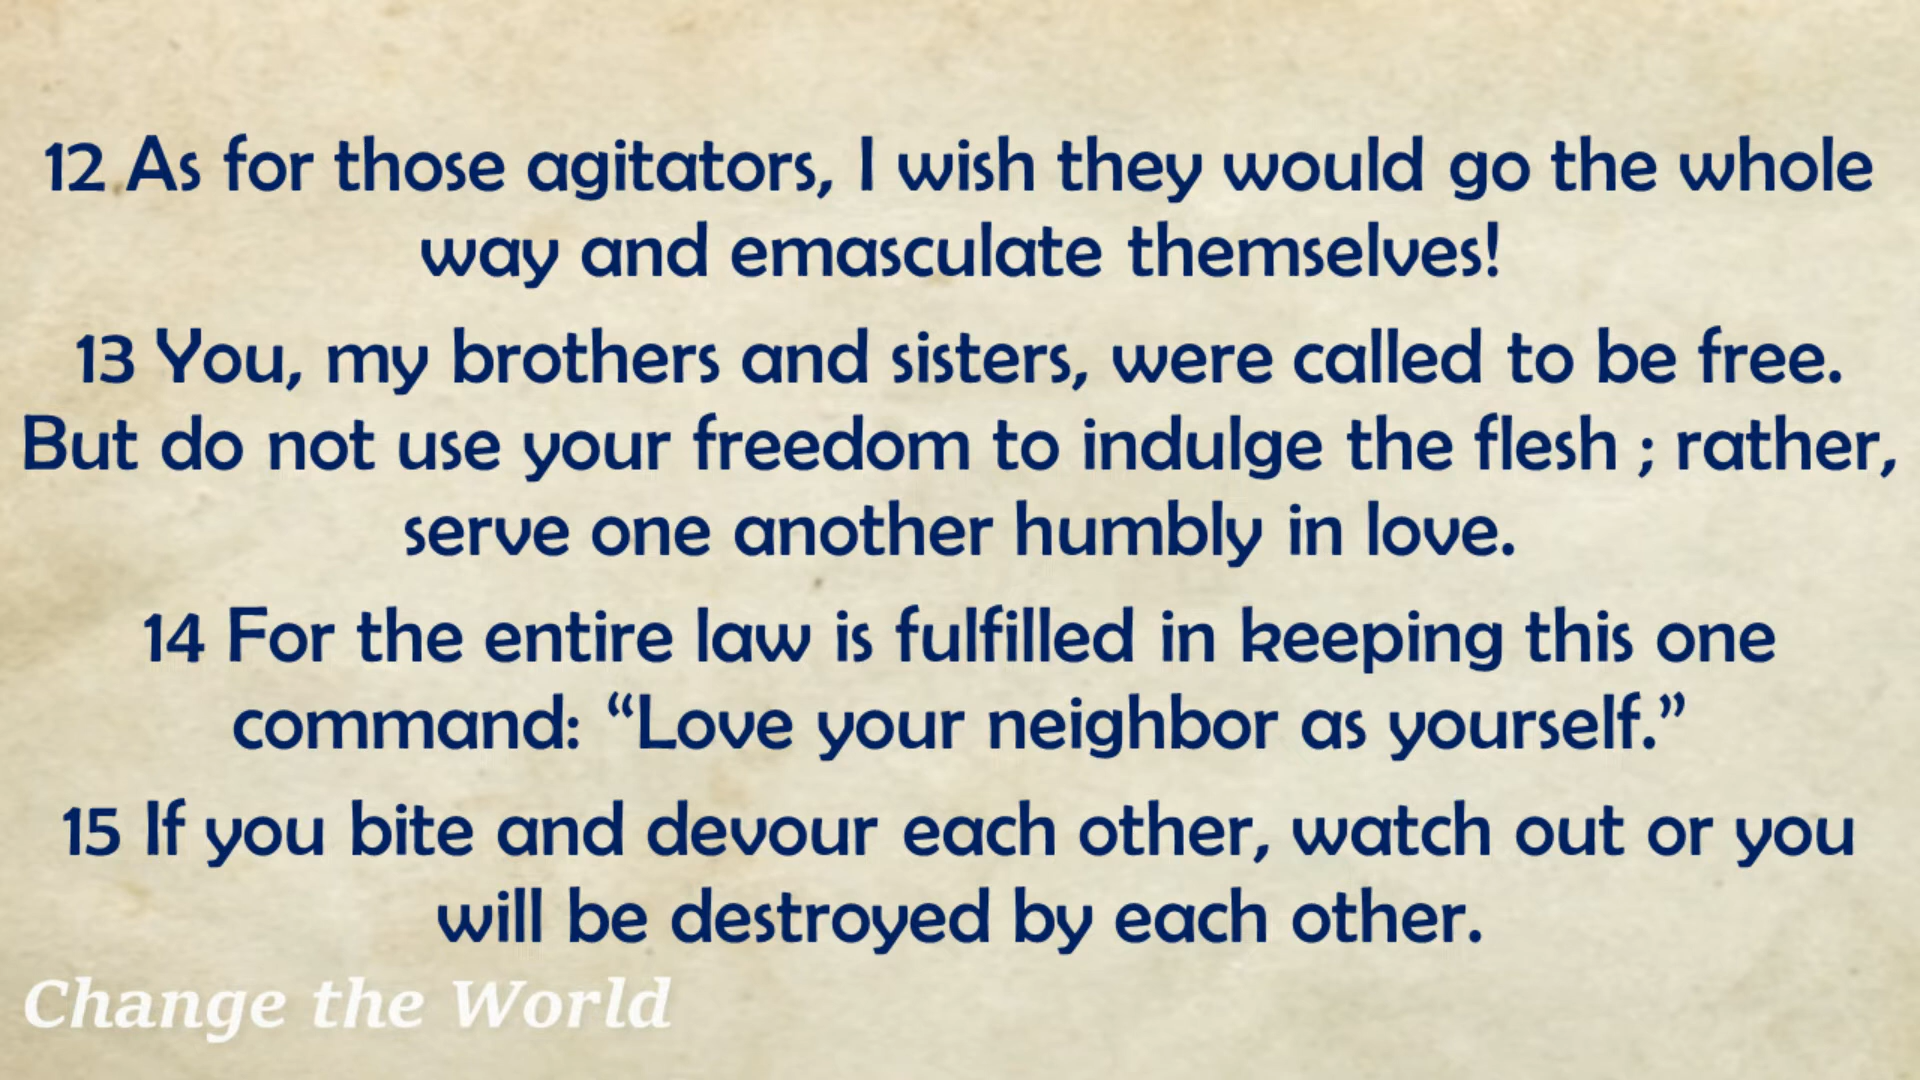 12 As for those agitators, I wish they would go the whole
way and emasculate themselves!
13 You, my brothers and sisters, were called to be free.
But do not use your freedom to indulge the flesh ; rather,
serve one another humbly in love.
14 For the entire law is fulfilled in keeping this one
command: “Love your neighbor as yourself.”
15 If you bite and devour each other, watch out or you
will be destroyed by each other.
Change the World